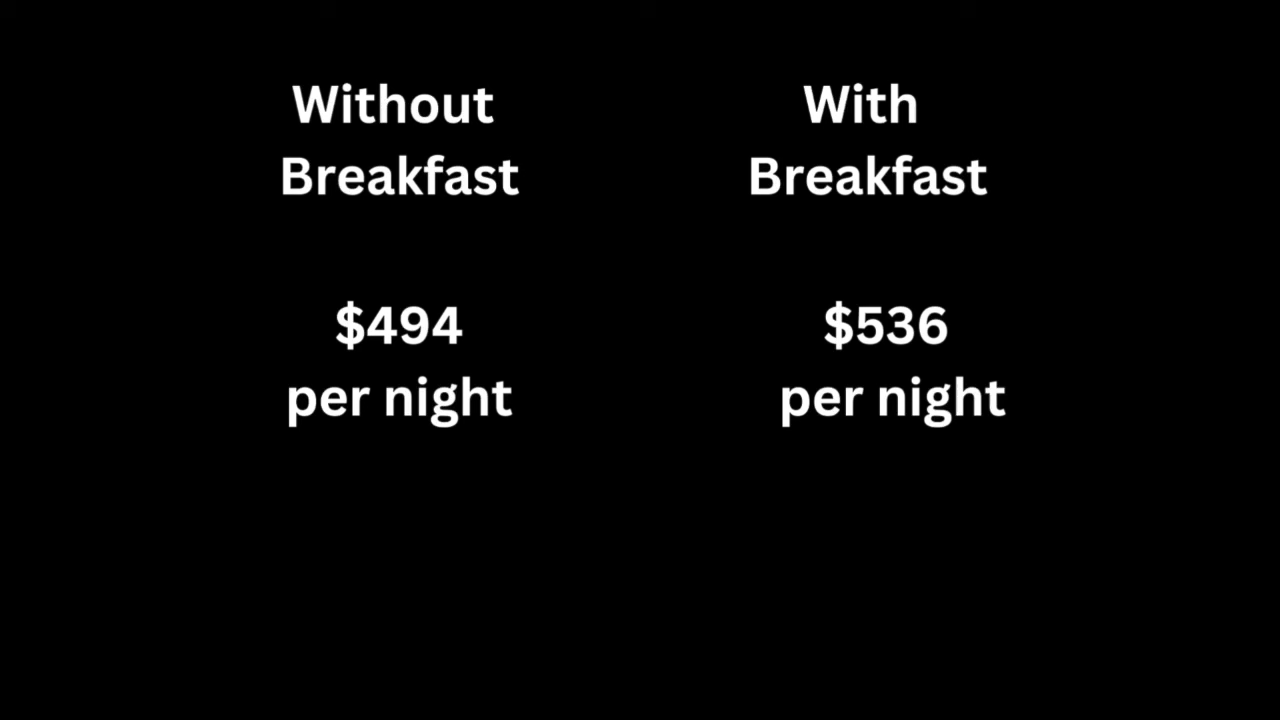 Without
Breakfast
$494
per night
With
Breakfast
$536
per night